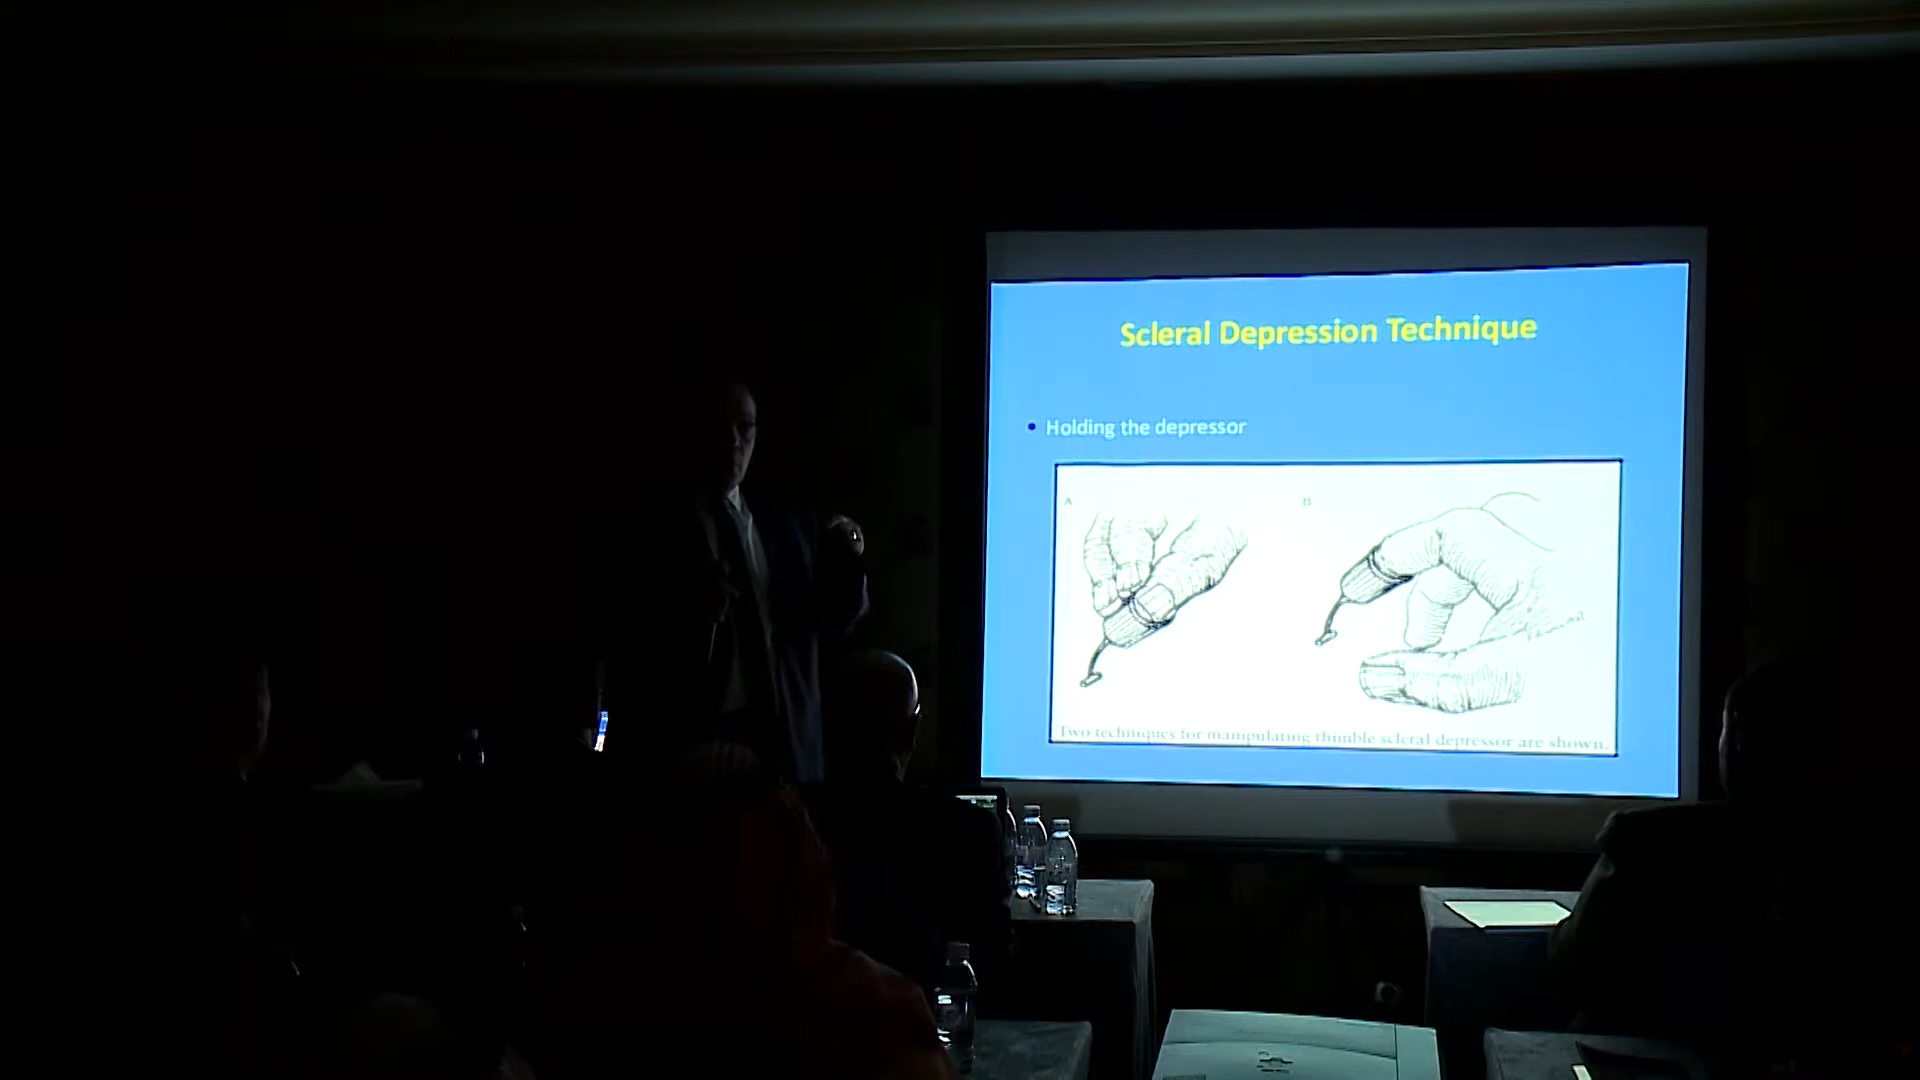 Scleral Depression Technique
• Holding the depressor
A
B
Two techniques for manipulating thimble scleral depressor are shown.